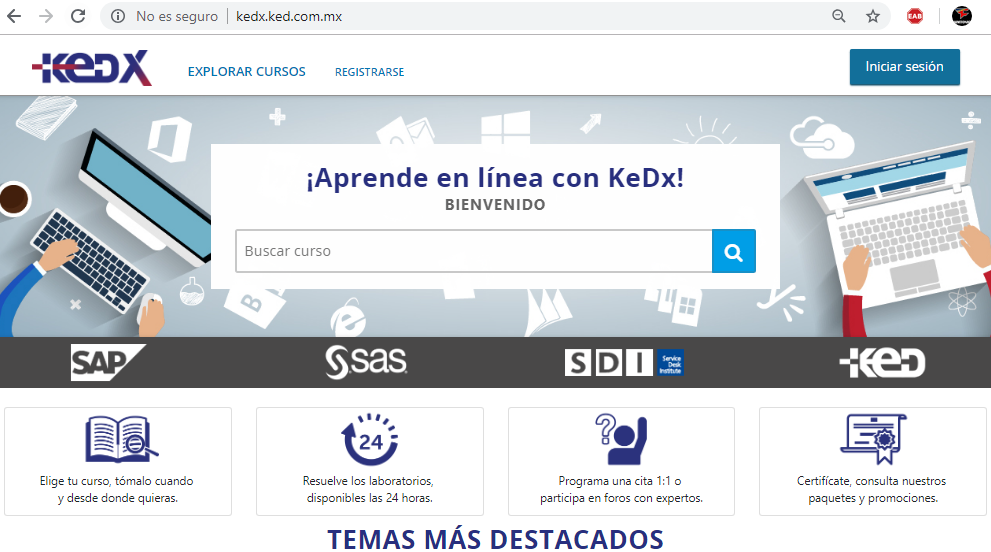 No es seguro | kedx.ked.com.mx
EAB
KEDX
EXPLORAR CURSOS
REGISTRARSE
Iniciar sesión
¡Aprende en línea con KeDx!
BIENVENIDO
Buscar curso
B
SAP
sas
SDI Service Desk Institute
KED
24
Elige tu curso, tómalo cuando
y desde donde quieras.
Resuelve los laboratorios,
disponibles las 24 horas.
Programa una cita 1:1 o
participa en foros con expertos.
Certifícate, consulta nuestros
paquetes y promociones.
TEMAS MÁS DESTACADOS